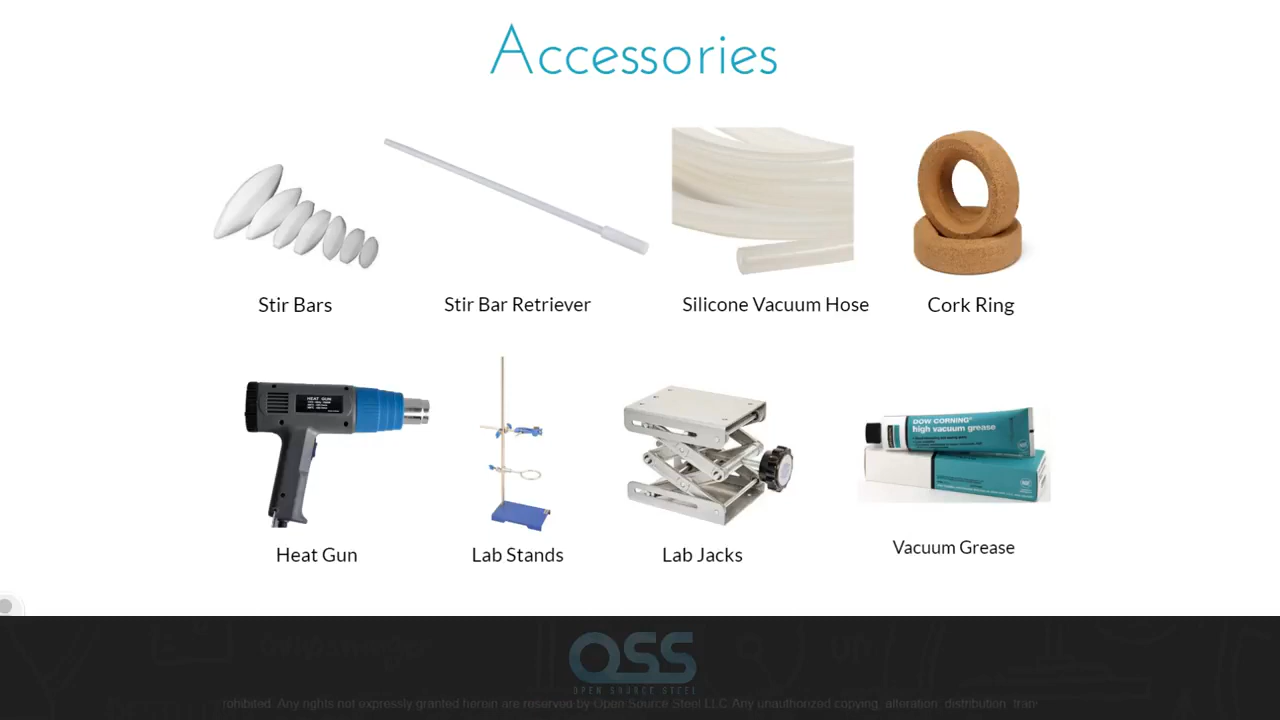 Accessories
Stir Bars
Stir Bar Retriever
Silicone Vacuum Hose
Cork Ring
HEAT GUN
DOW CORNING®
high vacuum grease
Heat Gun
Lab Stands
Lab Jacks
Vacuum Grease
OSS
OPEN SOURCE STEEL
rohibited. Any rights not expressly granted herein are reserved by Open Source Steel LLC Any unauthorized copying, alteration, distribution, tran-